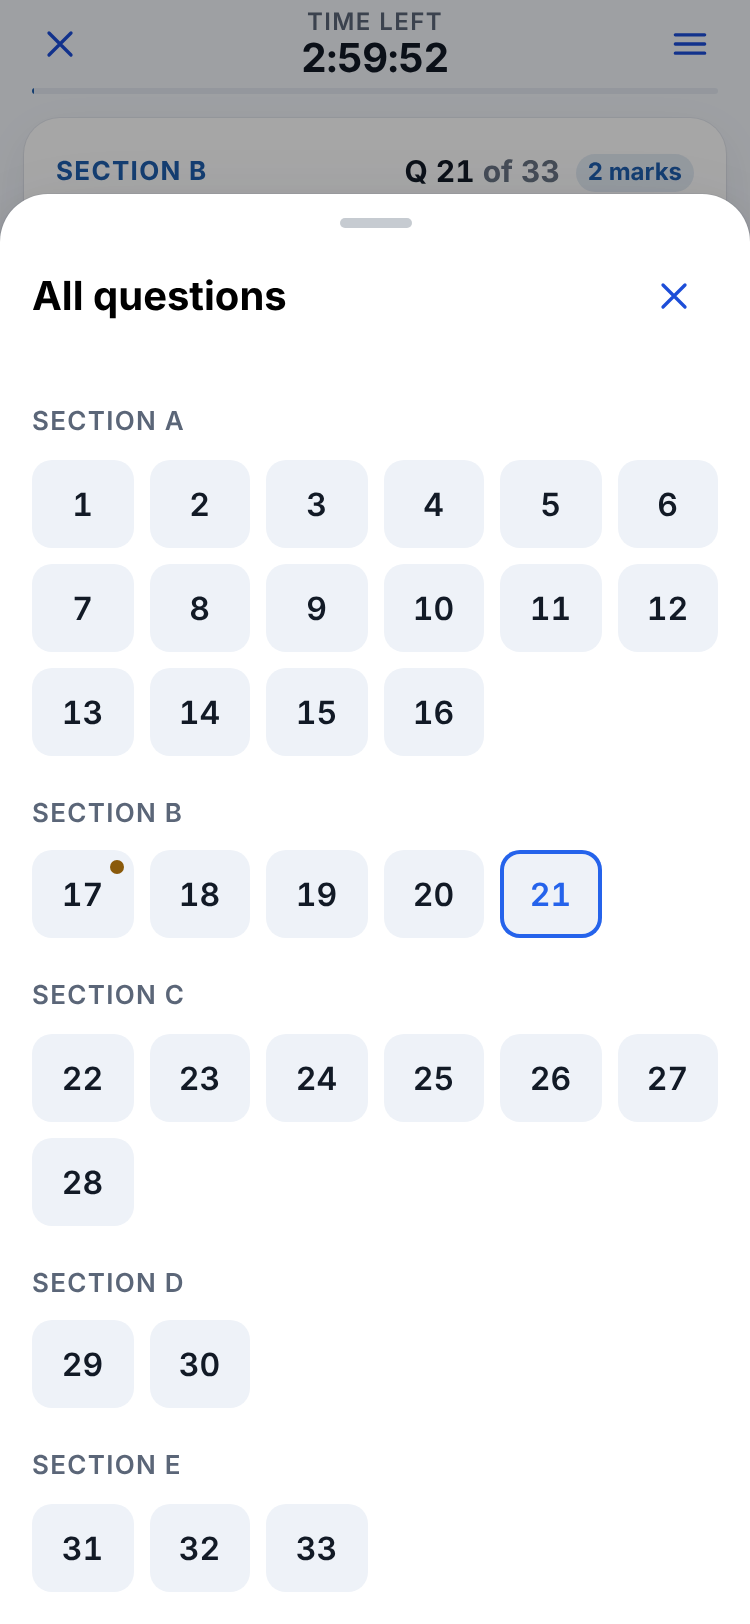 TIME LEFT
2:59:52
SECTION B Q 21 of 33 2 marks
All questions
SECTION A
1 2 3 4 5 6
7 8 9 10 11 12
13 14 15 16
SECTION B
17 18 19 20 21
SECTION C
22 23 24 25 26 27
28
SECTION D
29 30
SECTION E
31 32 33